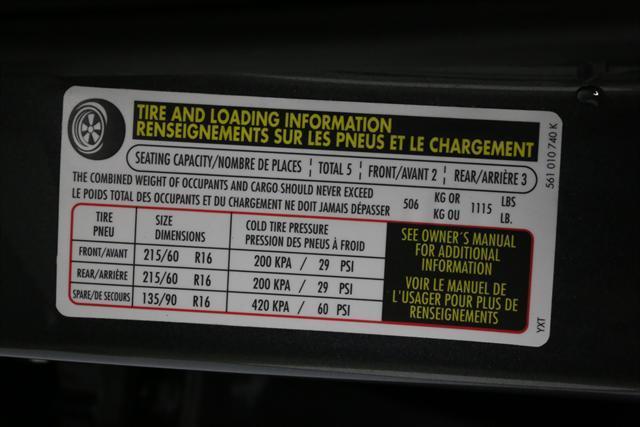 TIRE AND LOADING INFORMATION
RENSEIGNEMENTS SUR LES PNEUS ET LE CHARGEMENT
SEATING CAPACITY/NOMBRE DE PLACES TOTAL 5 FRONT/AVANT 2 REAR/ARRIÈRE 3
THE COMBINED WEIGHT OF OCCUPANTS AND CARGO SHOULD NEVER EXCEED
LE POIDS TOTAL DES OCCUPANTS ET DU CHARGEMENT NE DOIT JAMAIS DÉPASSER
506 KG OR 1115 LBS
KG OU LB.
TIRE SIZE COLD TIRE PRESSURE
PNEU DIMENSIONS PRESSION DES PNEUS À FROID
FRONT/AVANT 215/60 R16 200 KPA / 29 PSI
REAR/ARRIÈRE 215/60 R16 200 KPA / 29 PSI
SPARE/DE SECOURS 135/90 R16 420 KPA / 60 PSI
SEE OWNER'S MANUAL
FOR ADDITIONAL
INFORMATION
VOIR LE MANUEL DE
L'USAGER POUR PLUS DE
RENSEIGNEMENTS
561 010 740 K
YXT